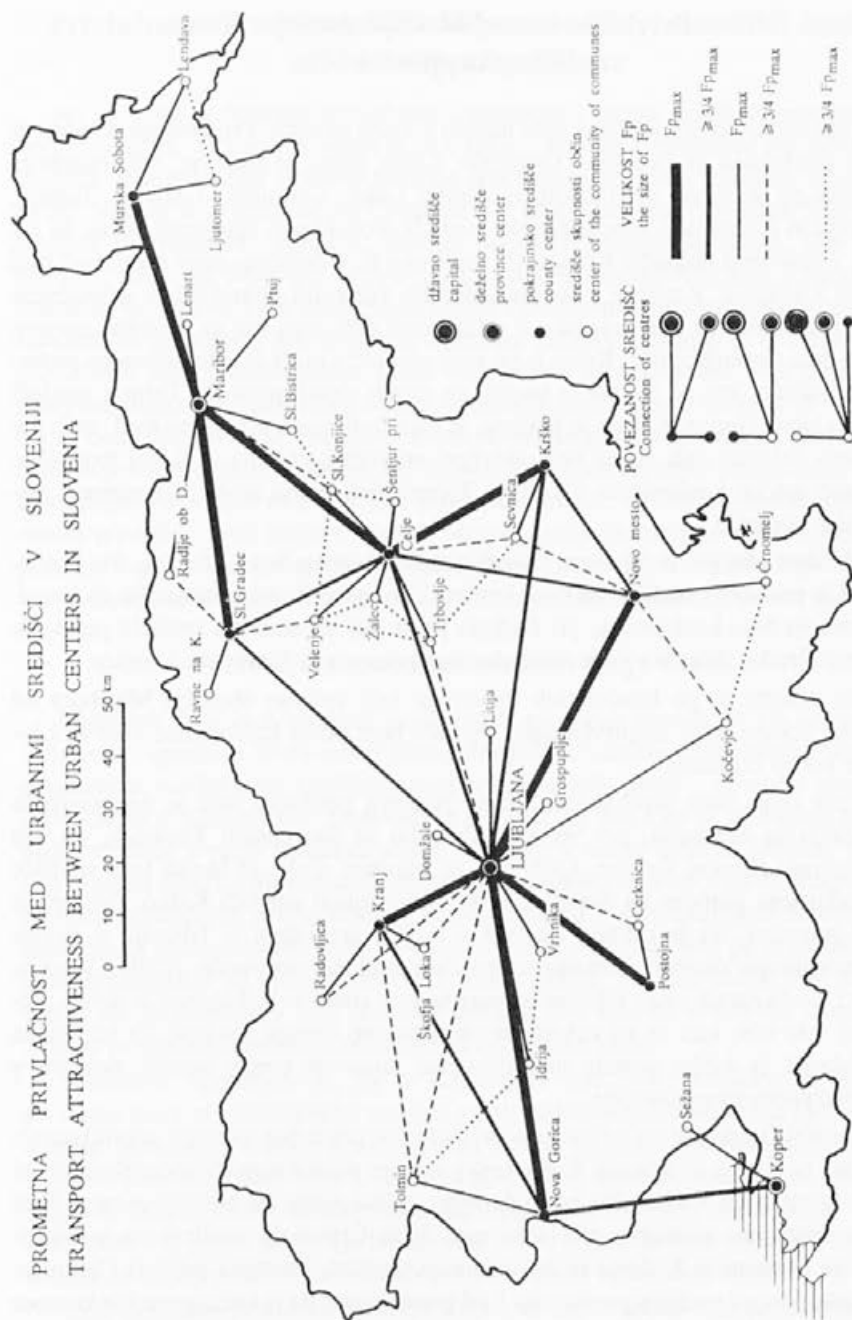 PROMETNA PRIVLAČNOST MED URBANIMI SREDIŠČI V SLOVENIJI
TRANSPORT ATTRACTIVENESS BETWEEN URBAN CENTERS IN SLOVENIA
0 10 20 30 40 50 km
Murska Sobota
Lendava
Ljutomer
Lenart
Ptuj
Maribor
Radlje ob D.
Sl.Gradec
Ravne na K.
Sl.Bistrica
Sl.Konjice
Šentjur pri
Celje
Velenje
Žalec
Trbovlje
Sevnica
Krško
Novo mesto
Črnomelj
Kočevje
Litija
Grosuplje
LJUBLJANA
Domžale
Kranj
Radovljica
Škofja Loka
Vrhnika
Cerknica
Postojna
Idrija
Tolmin
Nova Gorica
Sežana
Koper
državno središče
capital
deželno središče
province center
pokrajinsko središče
county center
središče skupnosti občin
center of the community of communes
POVEZANOST SREDIŠČ
Connection of centres
VELIKOST Fp
the size of Fp
Fpmax
≥ 3/4 Fpmax
Fpmax
≥ 3/4 Fpmax
≥ 3/4 Fpmax